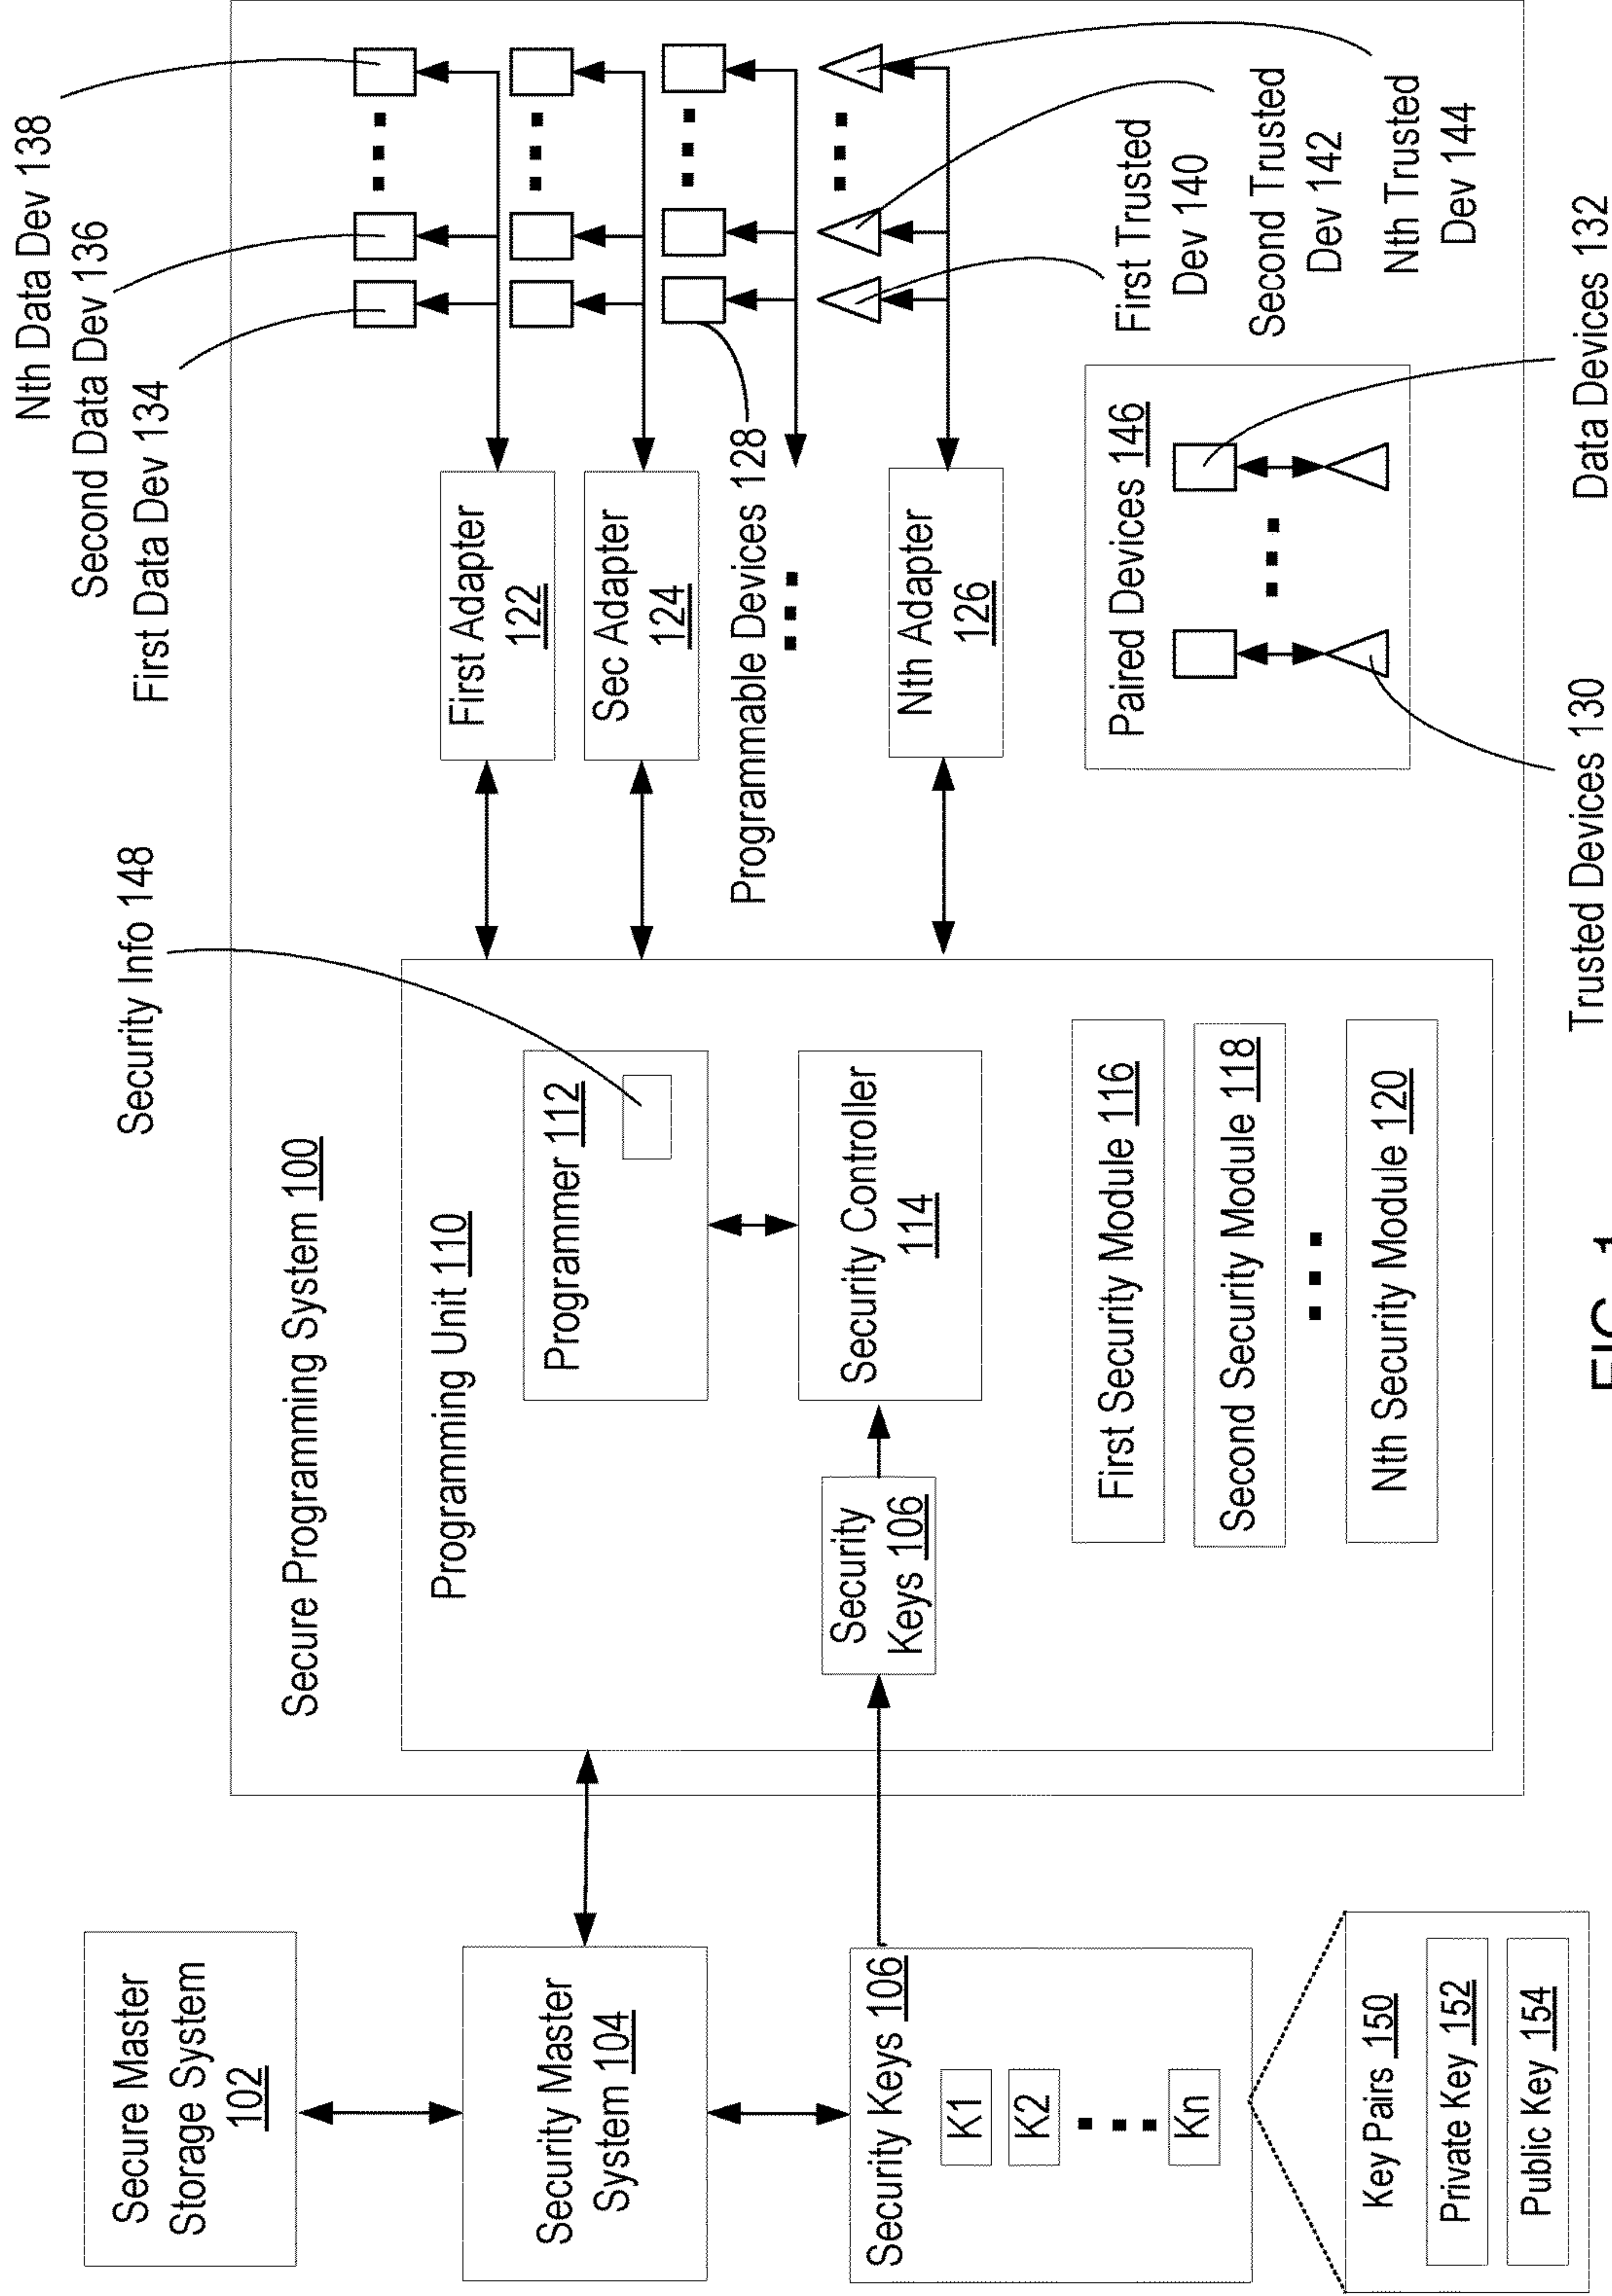 Secure Master
Storage System
102
Security Master
System 104
Security Keys 106
K1
K2
Kn
Key Pairs 150
Private Key 152
Public Key 154
Secure Programming System 100
Programming Unit 110
Security
Keys 106
Programmer 112
Security Controller
114
First Security Module 116
Second Security Module 118
Nth Security Module 120
Security Info 148
First Adapter
122
Sec Adapter
124
Programmable Devices 128
Nth Adapter
126
Nth Data Dev 138
Second Data Dev 136
First Data Dev 134
First Trusted
Dev 140
Second Trusted
Dev 142
Nth Trusted
Dev 144
Paired Devices 146
Trusted Devices 130
Data Devices 132
FIG. 1